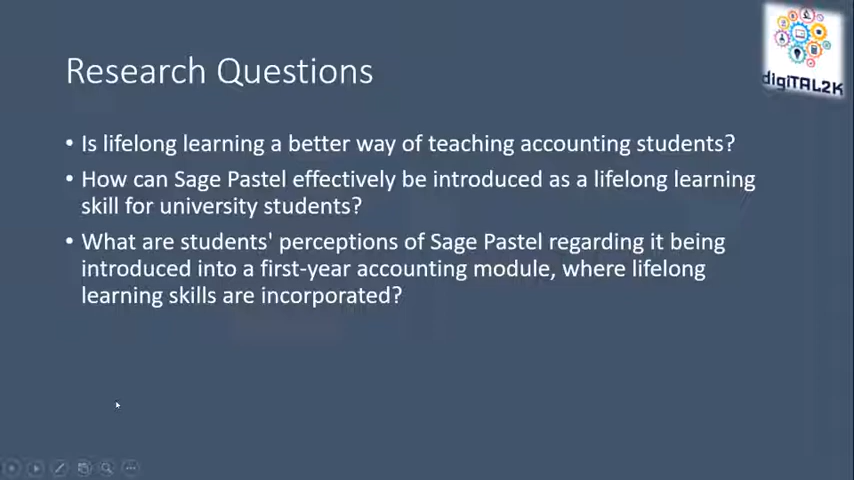 Research Questions
digiTAL2K
• Is lifelong learning a better way of teaching accounting students?
• How can Sage Pastel effectively be introduced as a lifelong learning
skill for university students?
• What are students' perceptions of Sage Pastel regarding it being
introduced into a first-year accounting module, where lifelong
learning skills are incorporated?